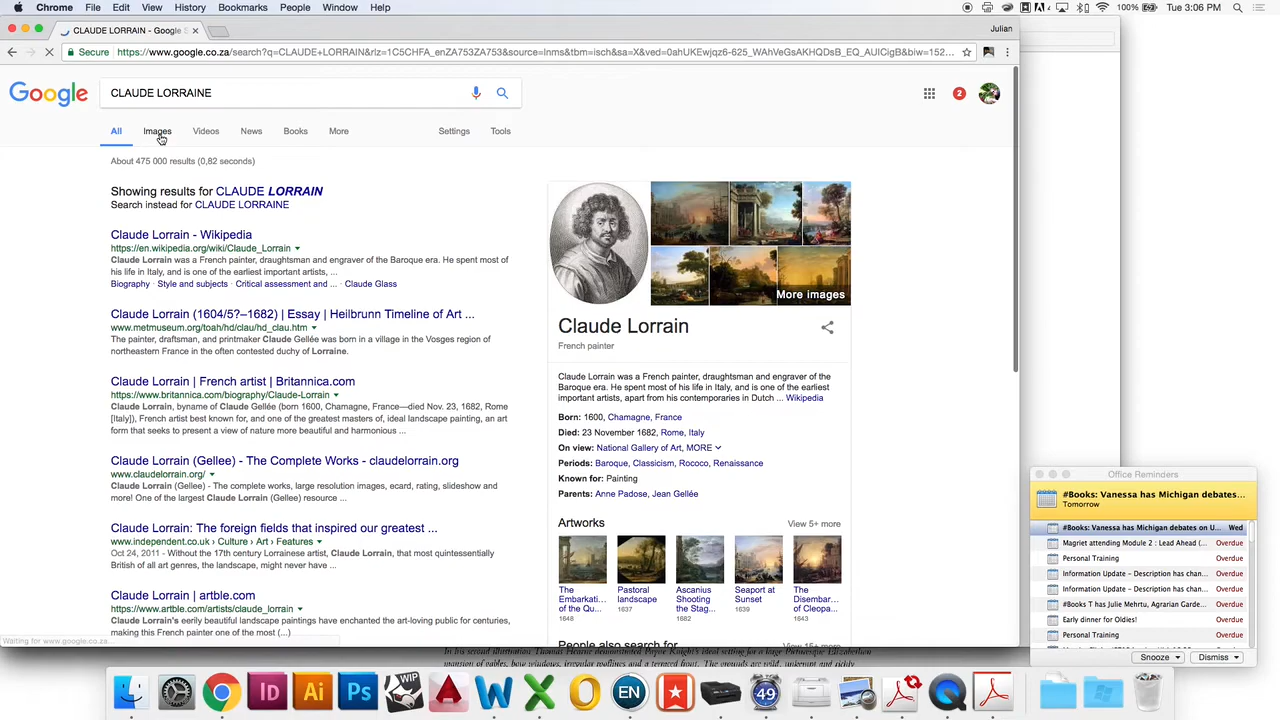 Chrome File Edit View History Bookmarks People Window Help 100% Tue 3:06 PM
CLAUDE LORRAIN - Google S
Julian
Secure https://www.google.co.za/search?q=CLAUDE+LORRAIN&rlz=1C5CHFA_enZA753ZA753&source=lnms&tbm=isch&sa=X&ved=0ahUKEwjqz6-625_WAhVeGsAKHQDsB_EQ_AUICigB&biw=152...
Google CLAUDE LORRAINE 2
All Images Videos News Books More Settings Tools
About 475 000 results (0,82 seconds)
Showing results for CLAUDE LORRAIN
Search instead for CLAUDE LORRAINE
Claude Lorrain - Wikipedia
https://en.wikipedia.org/wiki/Claude_Lorrain
Claude Lorrain was a French painter, draughtsman and engraver of the Baroque era. He spent most of
his life in Italy, and is one of the earliest important artists, ...
Biography · Style and subjects · Critical assessment and ... · Claude Glass
Claude Lorrain (1604/5?–1682) | Essay | Heilbrunn Timeline of Art ...
www.metmuseum.org/toah/hd/clau/hd_clau.htm
The painter, draftsman, and printmaker Claude Gellée was born in a village in the Vosges region of
northeastern France in the often contested duchy of Lorraine.
Claude Lorrain | French artist | Britannica.com
https://www.britannica.com/biography/Claude-Lorrain
Claude Lorrain, byname of Claude Gellée (born 1600, Chamagne, France—died Nov. 23, 1682, Rome
[Italy]), French artist best known for, and one of the greatest masters of, ideal landscape painting, an art
form that seeks to present a view of nature more beautiful and harmonious ...
Claude Lorrain (Gellee) - The Complete Works - claudelorrain.org
www.claudelorrain.org/
Claude Lorrain (Gellee) - The complete works, large resolution images, ecard, rating, slideshow and
more! One of the largest Claude Lorrain (Gellee) resource ...
Claude Lorrain: The foreign fields that inspired our greatest ...
www.independent.co.uk › Culture › Art › Features
Oct 24, 2011 - Without the 17th century Lorrainese artist, Claude Lorrain, that most quintessentially
British of all art genres, the landscape, might never have ...
Claude Lorrain | artble.com
https://www.artble.com/artists/claude_lorrain
Claude Lorrain's eerily beautiful landscape paintings have enchanted the art-loving public for centuries,
making this French painter one of the most (...)
Waiting for www.google.co.za...
More images
Claude Lorrain
French painter
Claude Lorrain was a French painter, draughtsman and engraver of the
Baroque era. He spent most of his life in Italy, and is one of the earliest
important artists, apart from his contemporaries in Dutch ... Wikipedia
Born: 1600, Chamagne, France
Died: 23 November 1682, Rome, Italy
On view: National Gallery of Art, MORE
Periods: Baroque, Classicism, Rococo, Renaissance
Known for: Painting
Parents: Anne Padose, Jean Gellée
Artworks View 5+ more
The Embarkati... of the Qu... 1648
Pastoral landscape 1637
Ascanius Shooting the Stag... 1682
Seaport at Sunset 1639
The Disembar... of Cleopa... 1643
People also search for View 15+ more
Office Reminders
#Books: Vanessa has Michigan debates...
Tomorrow
#Books: Vanessa has Michigan debates on U... Wed
Magriet attending Module 2 : Lead Ahead (... Overdue
Personal Training Overdue
Information Update – Description has chan... Overdue
Information Update – Description has chan... Overdue
#Books T has Julie Mehrtu, Agrarian Garde... Overdue
Early dinner for Oldies! Overdue
Personal Training Overdue
Snooze Dismiss
Id Ai Ps WIP EN 49